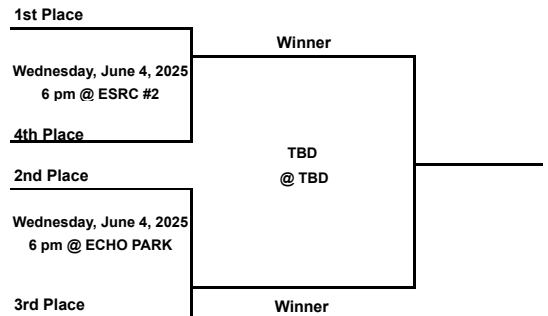 1st Place
Winner
Wednesday, June 4, 2025
6 pm @ ESRC #2
4th Place
TBD
@ TBD
2nd Place
Wednesday, June 4, 2025
6 pm @ ECHO PARK
3rd Place
Winner